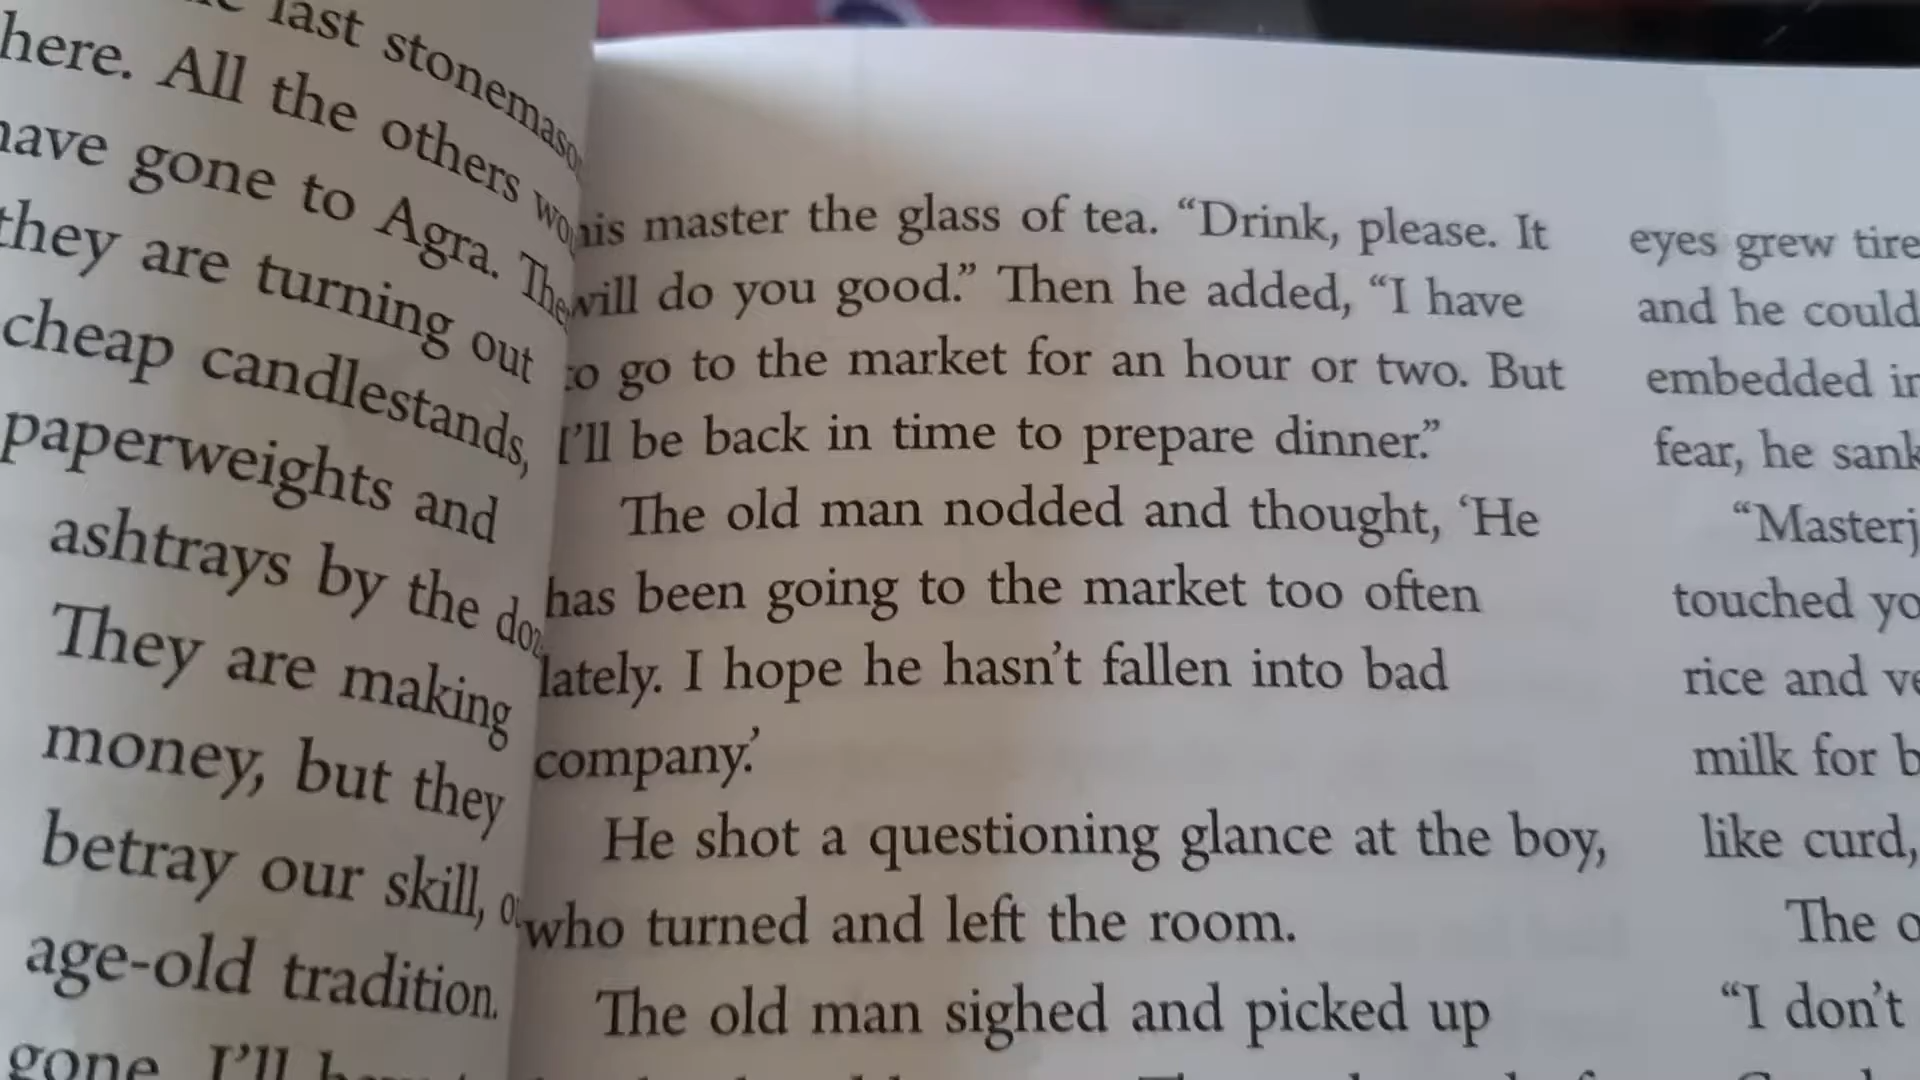 last stonemaso
here. All the others wo
have gone to Agra. The
they are turning out
cheap candlestands,
paperweights and
ashtrays by the doz
They are making
money, but they
betray our skill, o
age-old tradition.
gone. I'll
his master the glass of tea. “Drink, please. It
will do you good.” Then he added, “I have
to go to the market for an hour or two. But
I’ll be back in time to prepare dinner.”
The old man nodded and thought, ‘He
has been going to the market too often
lately. I hope he hasn’t fallen into bad
company.’
He shot a questioning glance at the boy,
who turned and left the room.
The old man sighed and picked up
eyes grew tire
and he could
embedded in
fear, he sank
“Masterj
touched yo
rice and ve
milk for b
like curd,
The o
“I don’t